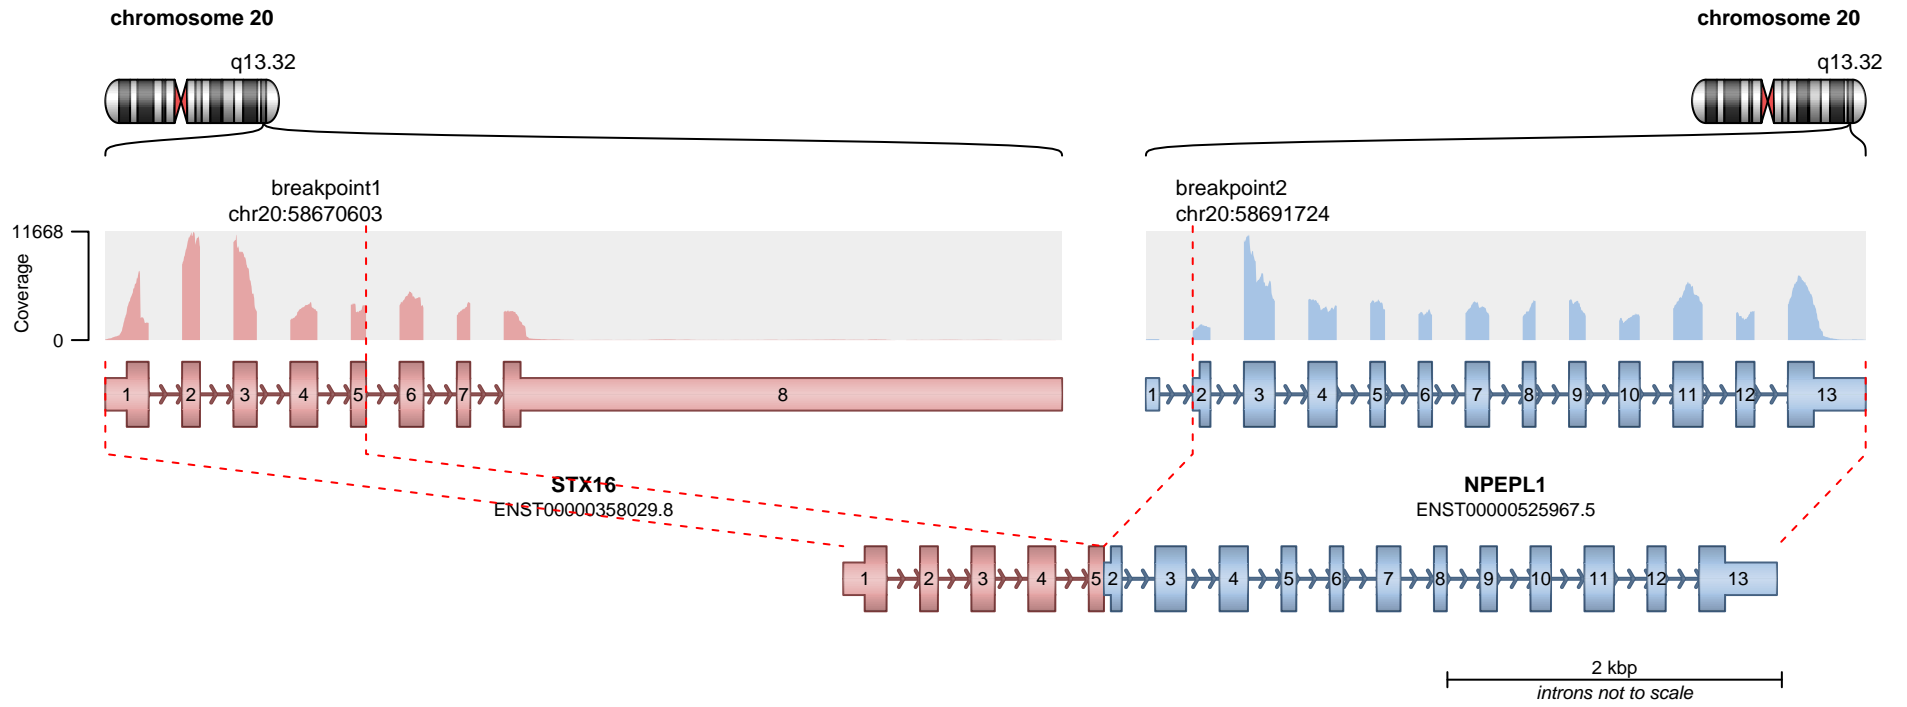 chromosome 20
chromosome 20
q13.32
q13.32
breakpoint1
chr20:58670603
breakpoint2
chr20:58691724
11668
Coverage
0
1 2 3 4 5 6 7 8
1 2 3 4 5 6 7 8 9 10 11 12 13
STX16
ENST00000358029.8
NPEPL1
ENST00000525967.5
1 2 3 4 5 2 3 4 5 6 7 8 9 10 11 12 13
2 kbp
introns not to scale